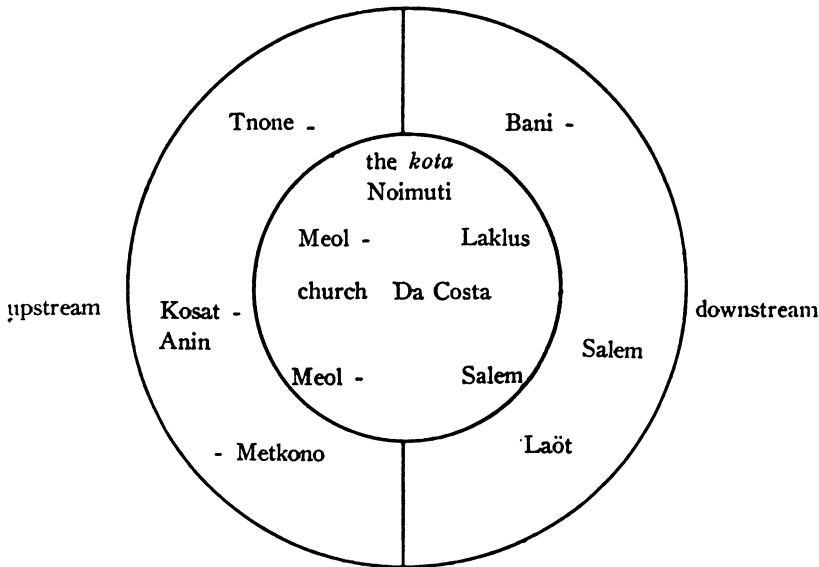 Tnone -
Bani -
the kota
Noimuti
Meol -
Laklus
church
Da Costa
upstream
Kosat -
Anin
downstream
Salem
Meol -
Salem
- Metkono
Laöt